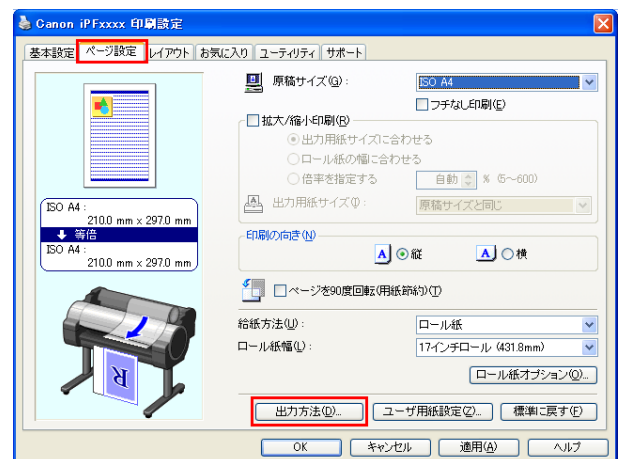 Canon iPFxxxx 印刷設定
基本設定 ページ設定 レイアウト お気に入り ユーティリティ サポート
原稿サイズ(G):
ISO A4
フチなし印刷(E)
拡大/縮小印刷(R)
出力用紙サイズに合わせる
ロール紙の幅に合わせる
倍率を指定する 自動 % (5～600)
出力用紙サイズ(I): 原稿サイズと同じ
ISO A4 :
210.0 mm x 297.0 mm
等倍
ISO A4 :
210.0 mm x 297.0 mm
印刷の向き(N)
A 縦 A 横
ページを90度回転(用紙節約)(T)
給紙方法(U): ロール紙
ロール紙幅(L): 17インチロール (431.8mm)
ロール紙オプション(O)...
R
出力方法(D)... ユーザ用紙設定(Z)... 標準に戻す(F)
OK キャンセル 適用(A) ヘルプ